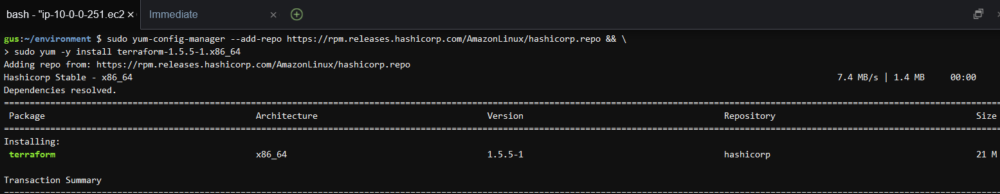 bash - "ip-10-0-0-251.ec2 × Immediate ×
gus:~/environment $ sudo yum-config-manager --add-repo https://rpm.releases.hashicorp.com/AmazonLinux/hashicorp.repo && \
> sudo yum -y install terraform-1.5.5-1.x86_64
Adding repo from: https://rpm.releases.hashicorp.com/AmazonLinux/hashicorp.repo
Hashicorp Stable - x86_64 7.4 MB/s | 1.4 MB 00:00
Dependencies resolved.
Package Architecture Version Repository Size
Installing:
terraform x86_64 1.5.5-1 hashicorp 21 M
Transaction Summary